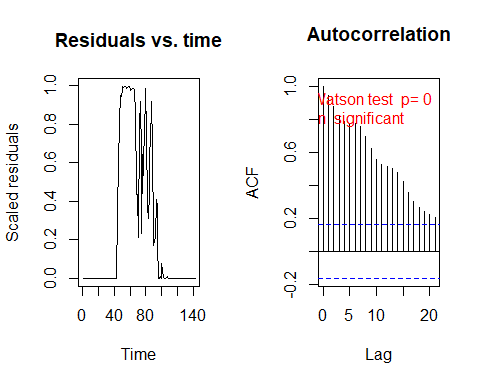 Residuals vs. time
Scaled residuals
0.0 0.2 0.4 0.6 0.8 1.0
0 40 80 140
Time
Autocorrelation
Watson test p= 0
n significant
ACF
-0.2 0.2 0.6 1.0
0 5 10 20
Lag